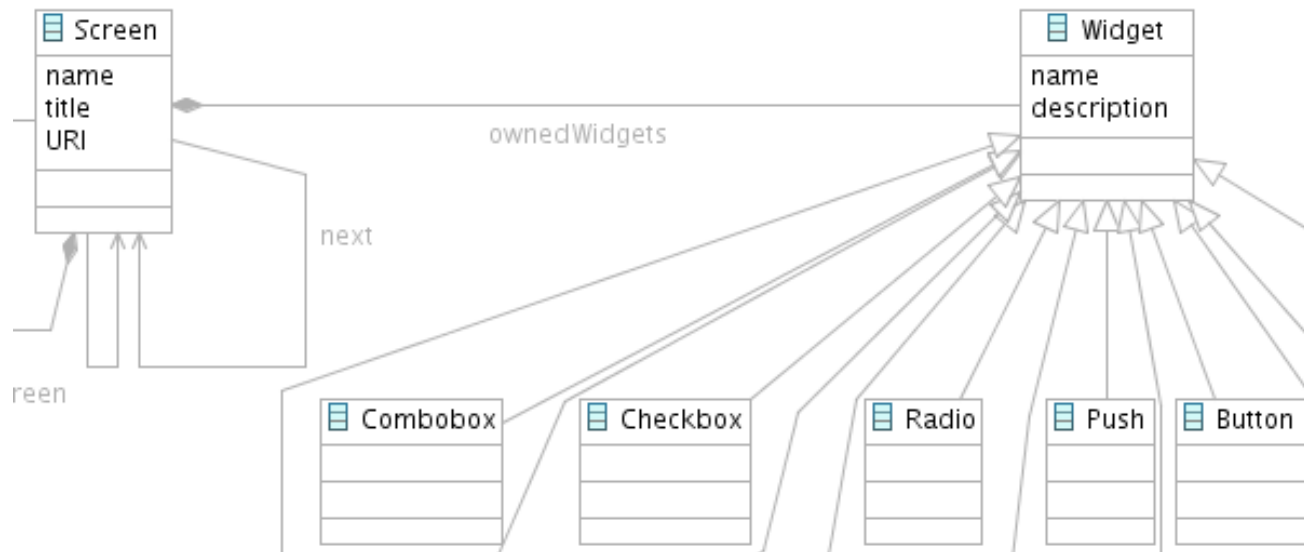 Screen
name
title
URI
Widget
name
description
ownedWidgets
next
reen
Combobox
Checkbox
Radio
Push
Button